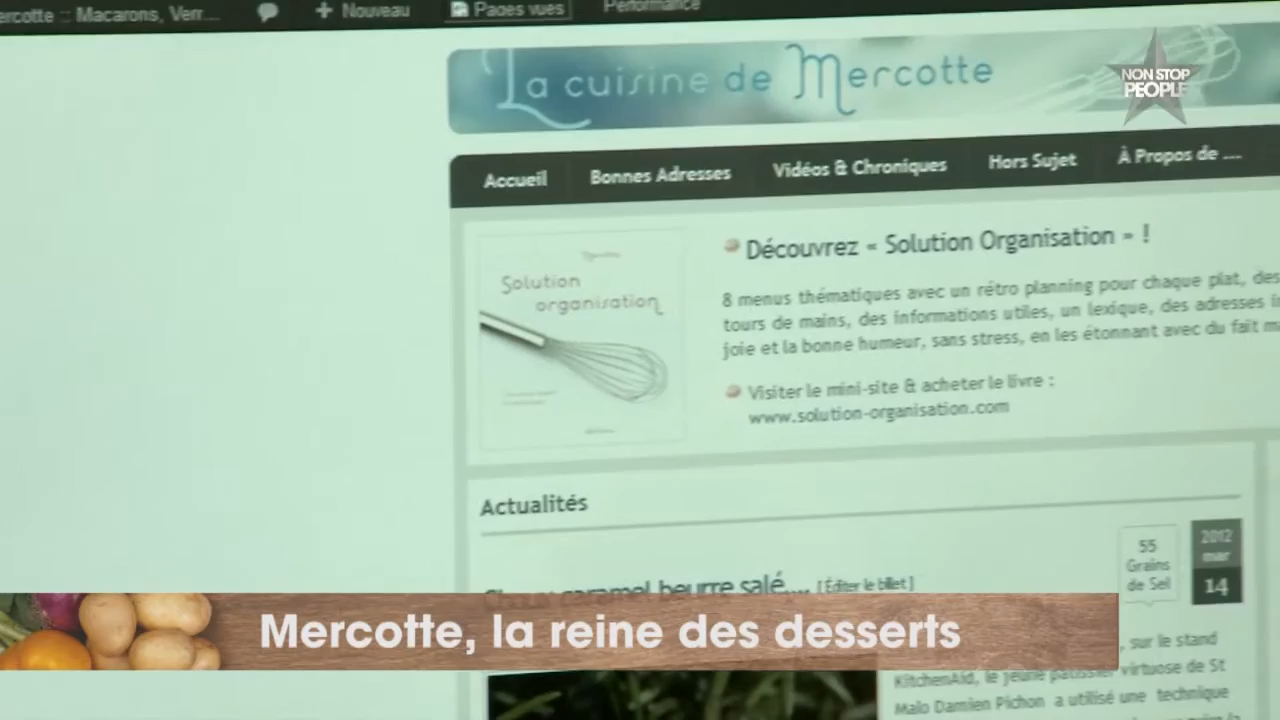 ercotte :: Macarons, Verr...
Nouveau
Pages vues
Performance
La cuisine de Mercotte
NON STOP
PEOPLE
Accueil
Bonnes Adresses
Vidéos & Chroniques
Hors Sujet
À Propos de ...
Solution
organisation
Découvrez « Solution Organisation » !
8 menus thématiques avec un rétro planning pour chaque plat, des
tours de mains, des informations utiles, un lexique, des adresses
joie et la bonne humeur, sans stress, en les étonnant avec du fait
Visiter le mini-site & acheter le livre :
www.solution-organisation.com
Actualités
55
Grains
de Sel
2012
mar
14
caramel beurre salé... [ Éditer le billet ]
Mercotte, la reine des desserts
, sur le stand
KitchenAid, le jeune pâtissier virtuose de St
Malo Damien Pichon a utilisé une technique